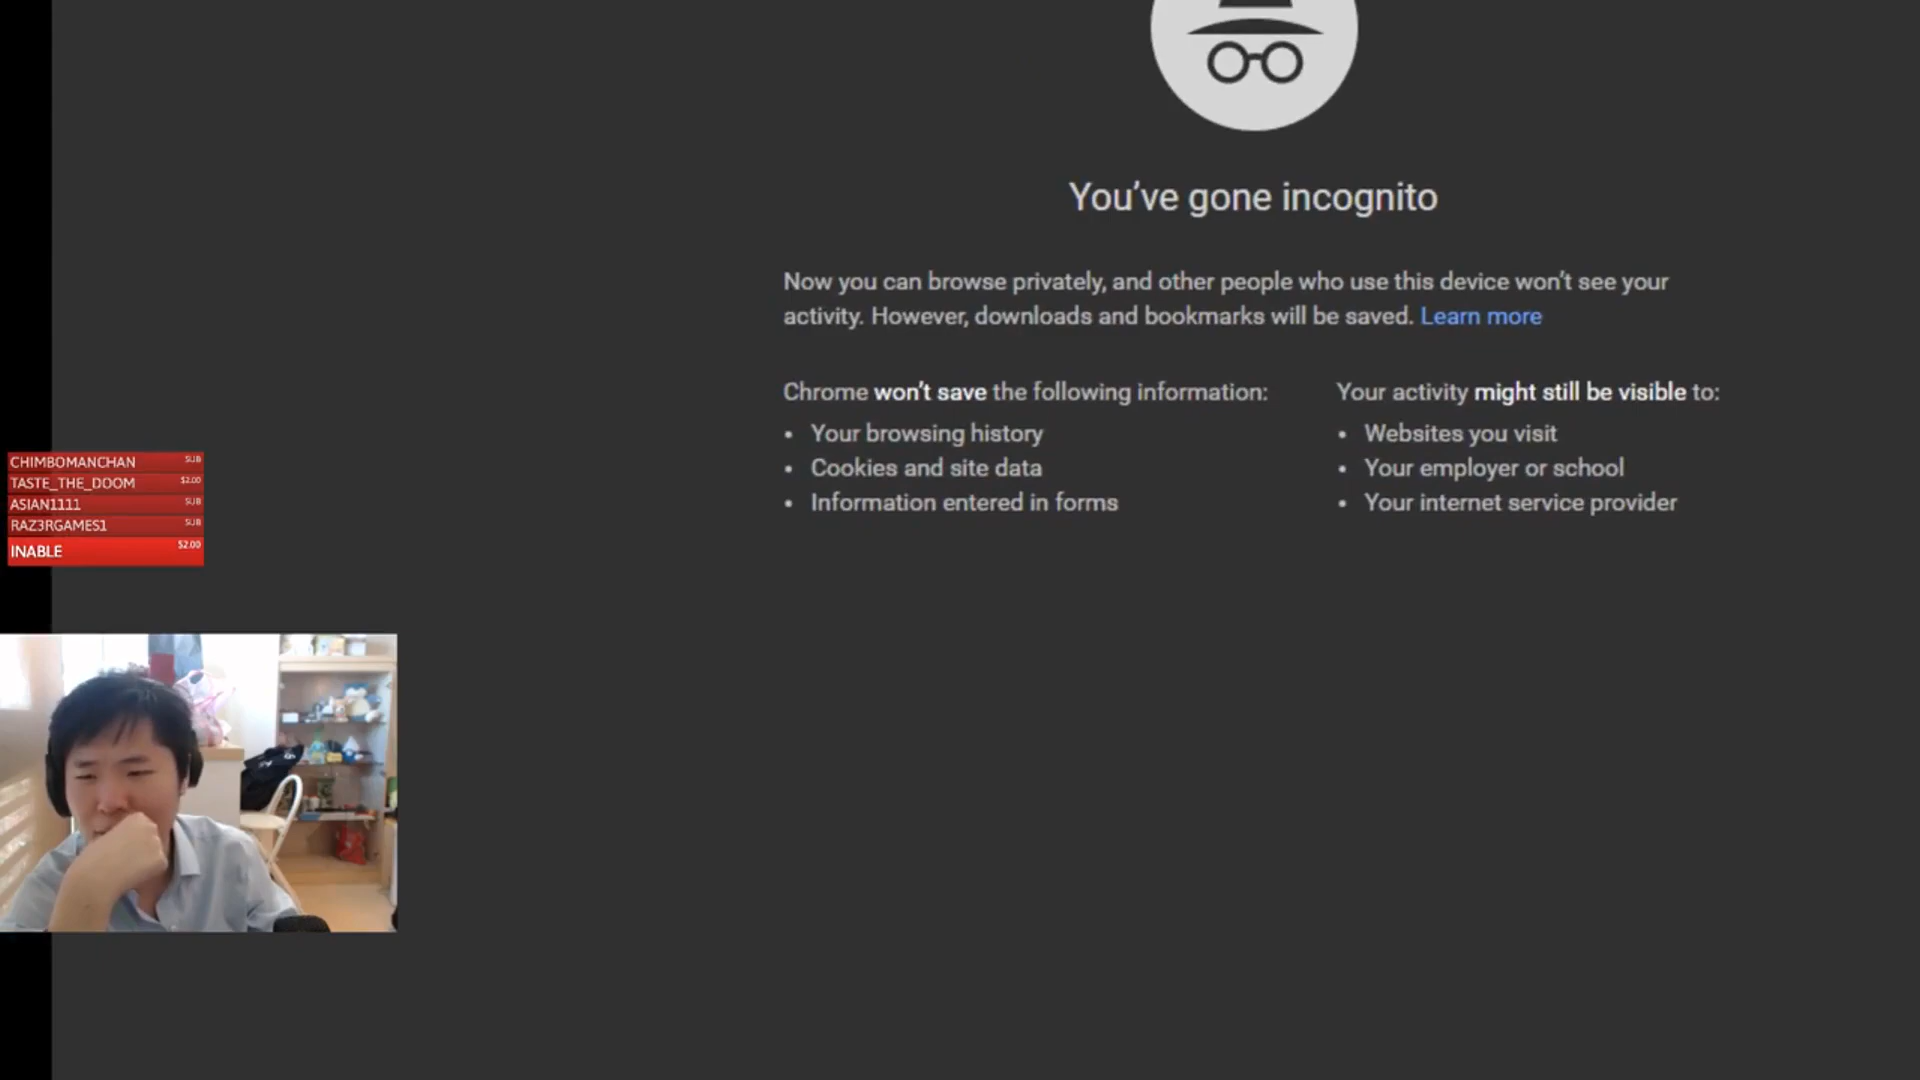 You've gone incognito
Now you can browse privately, and other people who use this device won't see your
activity. However, downloads and bookmarks will be saved. Learn more
Chrome won't save the following information:
• Your browsing history
• Cookies and site data
• Information entered in forms
Your activity might still be visible to:
• Websites you visit
• Your employer or school
• Your internet service provider
CHIMBOMANCHAN SUB
TASTE_THE_DOOM $2.00
ASIAN1111 SUB
RAZ3RGAMES1 SUB
INABLE $2.00